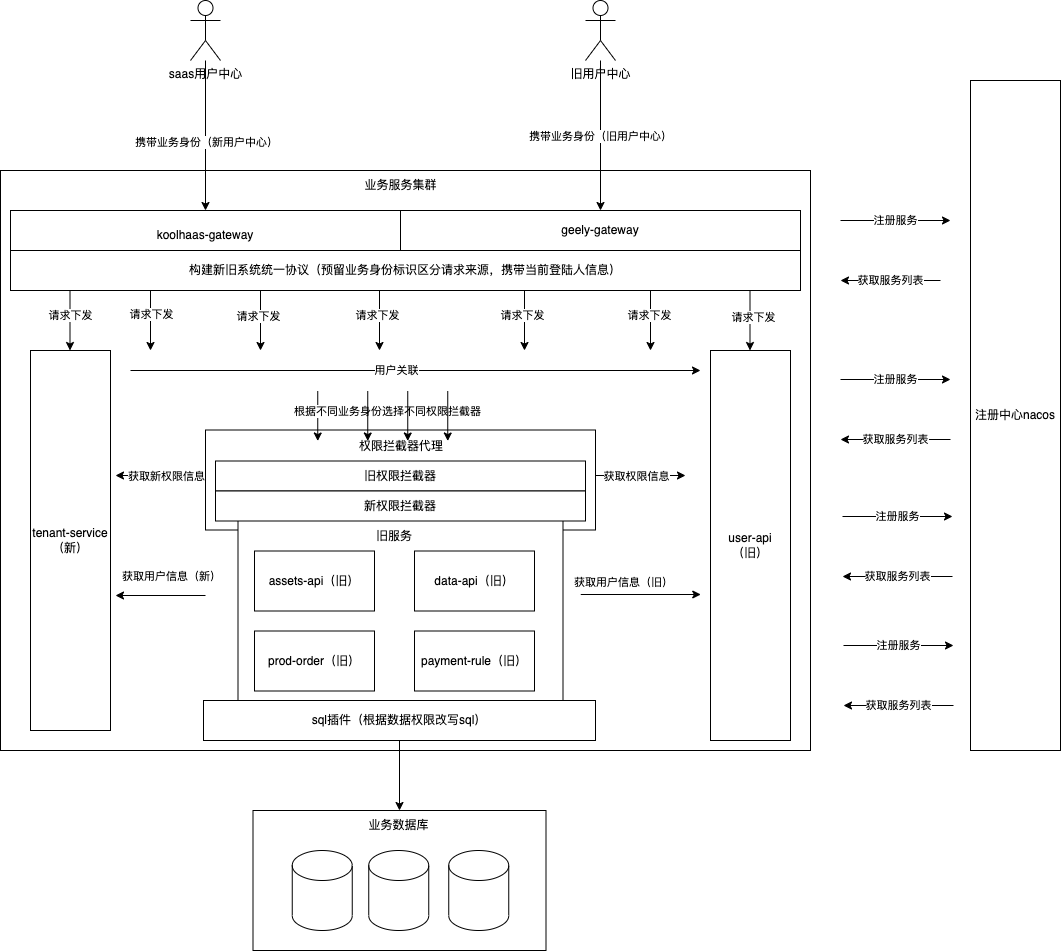 saas用户中心
旧用户中心
携带业务身份（新用户中心）
携带业务身份（旧用户中心）
业务服务集群
koolhaas-gateway
geely-gateway
构建新旧系统统一协议（预留业务身份标识区分请求来源，携带当前登陆人信息）
请求下发
请求下发
请求下发
请求下发
请求下发
请求下发
请求下发
用户关联
根据不同业务身份选择不同权限拦截器
权限拦截器代理
旧权限拦截器
新权限拦截器
获取新权限信息
获取权限信息
旧服务
tenant-service
（新）
user-api
（旧）
获取用户信息（新）
获取用户信息（旧）
assets-api（旧）
data-api（旧）
prod-order（旧）
payment-rule（旧）
sql插件（根据数据权限改写sql）
业务数据库
注册服务
获取服务列表
注册服务
获取服务列表
注册服务
获取服务列表
注册服务
获取服务列表
注册中心nacos